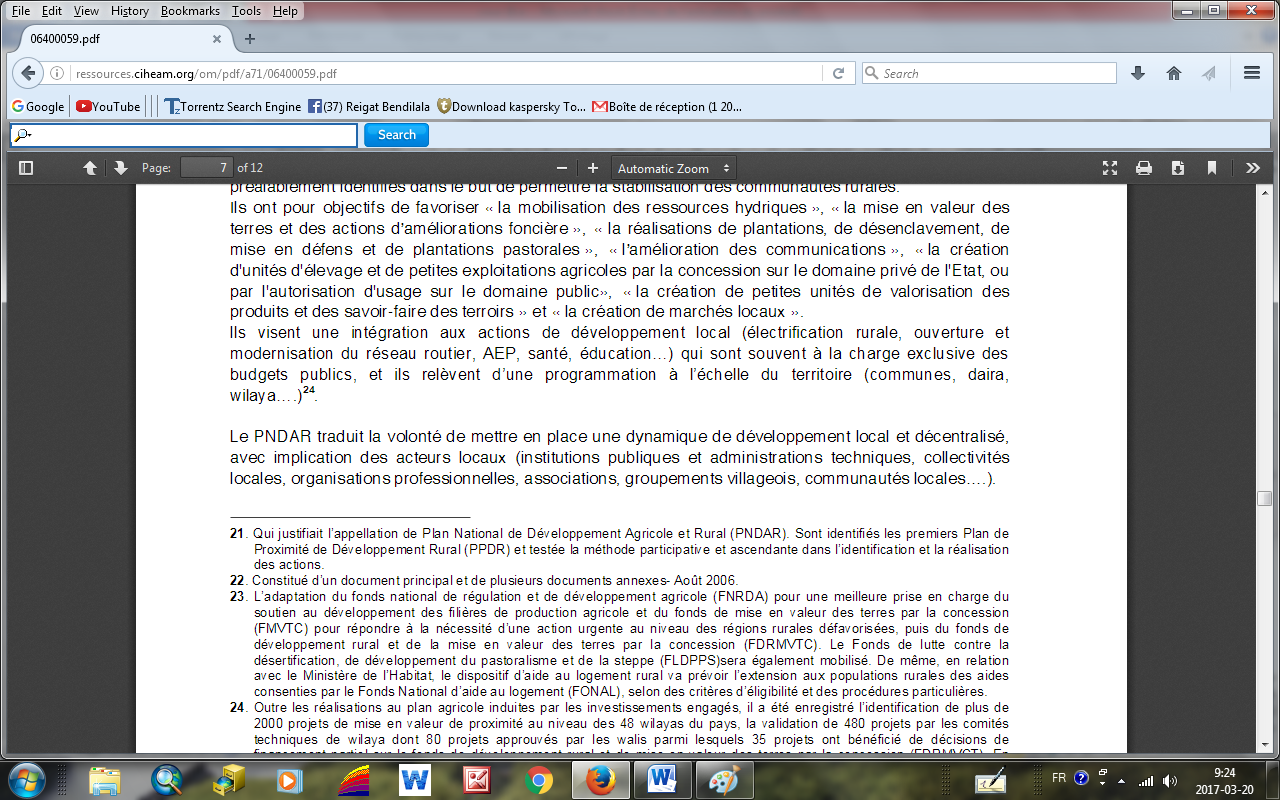 File Edit View History Bookmarks Tools Help
06400059.pdf
ressources.ciheam.org/om/pdf/a71/06400059.pdf
Search
Google YouTube Torrentz Search Engine (37) Reigat Bendilala Download kaspersky To... Boîte de réception (1 20...
Search
Page: 7 of 12 Automatic Zoom
préalablement identifiés dans le but de permettre la stabilisation des communautés rurales.
Ils ont pour objectifs de favoriser « la mobilisation des ressources hydriques », « la mise en valeur des
terres et des actions d'améliorations foncière », « la réalisations de plantations, de désenclavement, de
mise en défens et de plantations pastorales », « l'amélioration des communications », « la création
d'unités d'élevage et de petites exploitations agricoles par la concession sur le domaine privé de l'Etat, ou
par l'autorisation d'usage sur le domaine public», « la création de petites unités de valorisation des
produits et des savoir-faire des terroirs » et « la création de marchés locaux ».
Ils visent une intégration aux actions de développement local (électrification rurale, ouverture et
modernisation du réseau routier, AEP, santé, éducation…) qui sont souvent à la charge exclusive des
budgets publics, et ils relèvent d'une programmation à l'échelle du territoire (communes, daira,
wilaya….)24.
Le PNDAR traduit la volonté de mettre en place une dynamique de développement local et décentralisé,
avec implication des acteurs locaux (institutions publiques et administrations techniques, collectivités
locales, organisations professionnelles, associations, groupements villageois, communautés locales….).
21. Qui justifiait l'appellation de Plan National de Développement Agricole et Rural (PNDAR). Sont identifiés les premiers Plan de
Proximité de Développement Rural (PPDR) et testée la méthode participative et ascendante dans l'identification et la réalisation
des actions.
22. Constitué d'un document principal et de plusieurs documents annexes- Août 2006.
23. L'adaptation du fonds national de régulation et de développement agricole (FNRDA) pour une meilleure prise en charge du
soutien au développement des filières de production agricole et du fonds de mise en valeur des terres par la concession
(FMVTC) pour répondre à la nécessité d'une action urgente au niveau des régions rurales défavorisées, puis du fonds de
développement rural et de la mise en valeur des terres par la concession (FDRMVTC). Le Fonds de lutte contre la
désertification, de développement du pastoralisme et de la steppe (FLDPPS)sera également mobilisé. De même, en relation
avec le Ministère de l'Habitat, le dispositif d'aide au logement rural va prévoir l'extension aux populations rurales des aides
consenties par le Fonds National d'aide au logement (FONAL), selon des critères d'éligibilité et des procédures particulières.
24. Outre les réalisations au plan agricole induites par les investissements engagés, il a été enregistré l'identification de plus de
2000 projets de mise en valeur de proximité au niveau des 48 wilayas du pays, la validation de 480 projets par les comités
techniques de wilaya dont 80 projets approuvés par les walis parmi lesquels 35 projets ont bénéficié de décisions de
financement partiel sur le fonds de développement rural et de mise en valeur des terres par la concession (FDRMVCT). En
FR 9:24
2017-03-20